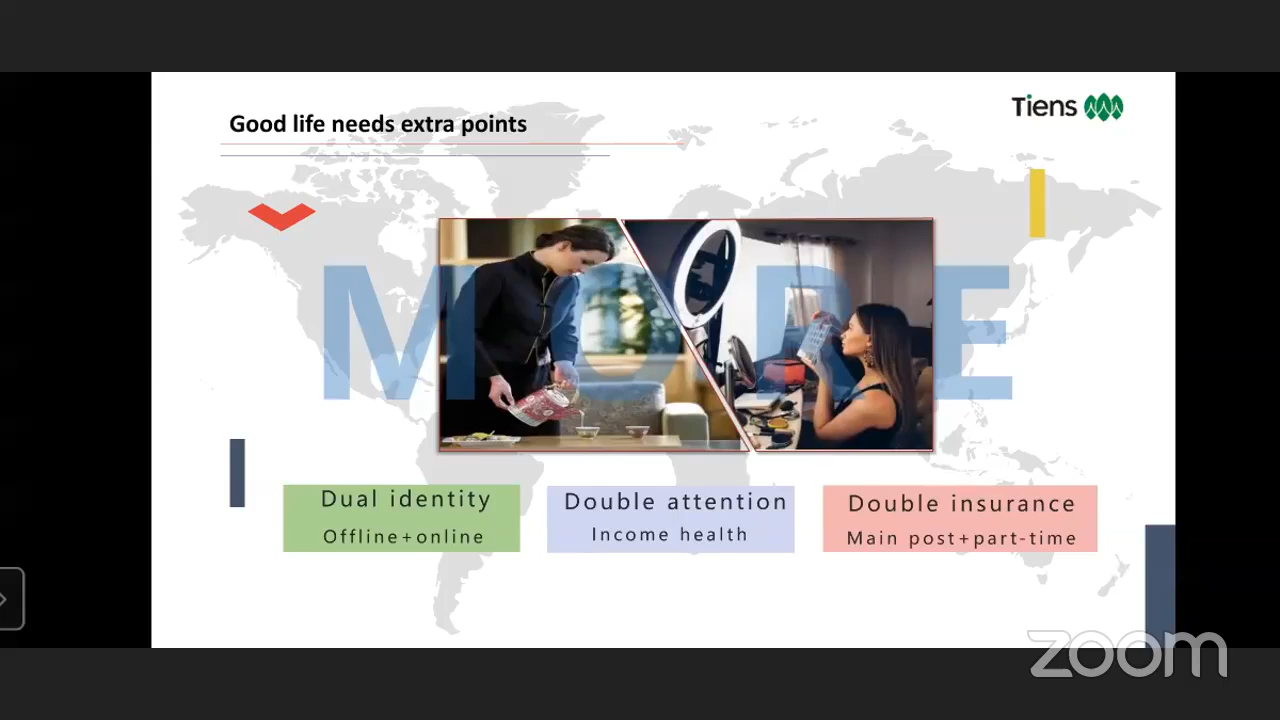 Good life needs extra points
Tiens
MORE
Dual identity
Offline+online
Double attention
Income health
Double insurance
Main post+part-time
zoom